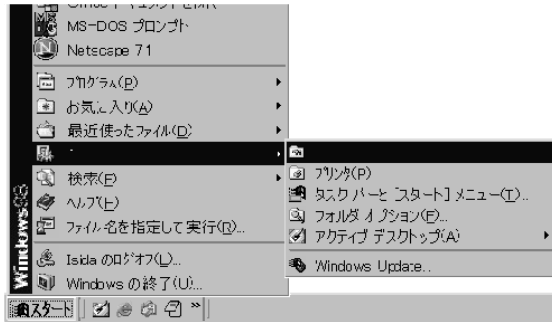 MS-DOS プロンプト
Netscape 7.1
プログラム(P)
お気に入り(A)
最近使ったファイル(D)
検索(F)
ヘルプ(L)
ファイル名を指定して実行(R)...
Isida のログオフ(L)...
Windows の終了(U)...
プリンタ(P)
タスク バーと [スタート] メニュー(T)...
フォルダ オプション(F)...
アクティブ デスクトップ(A)
Windows Update...
Windows98
スタート